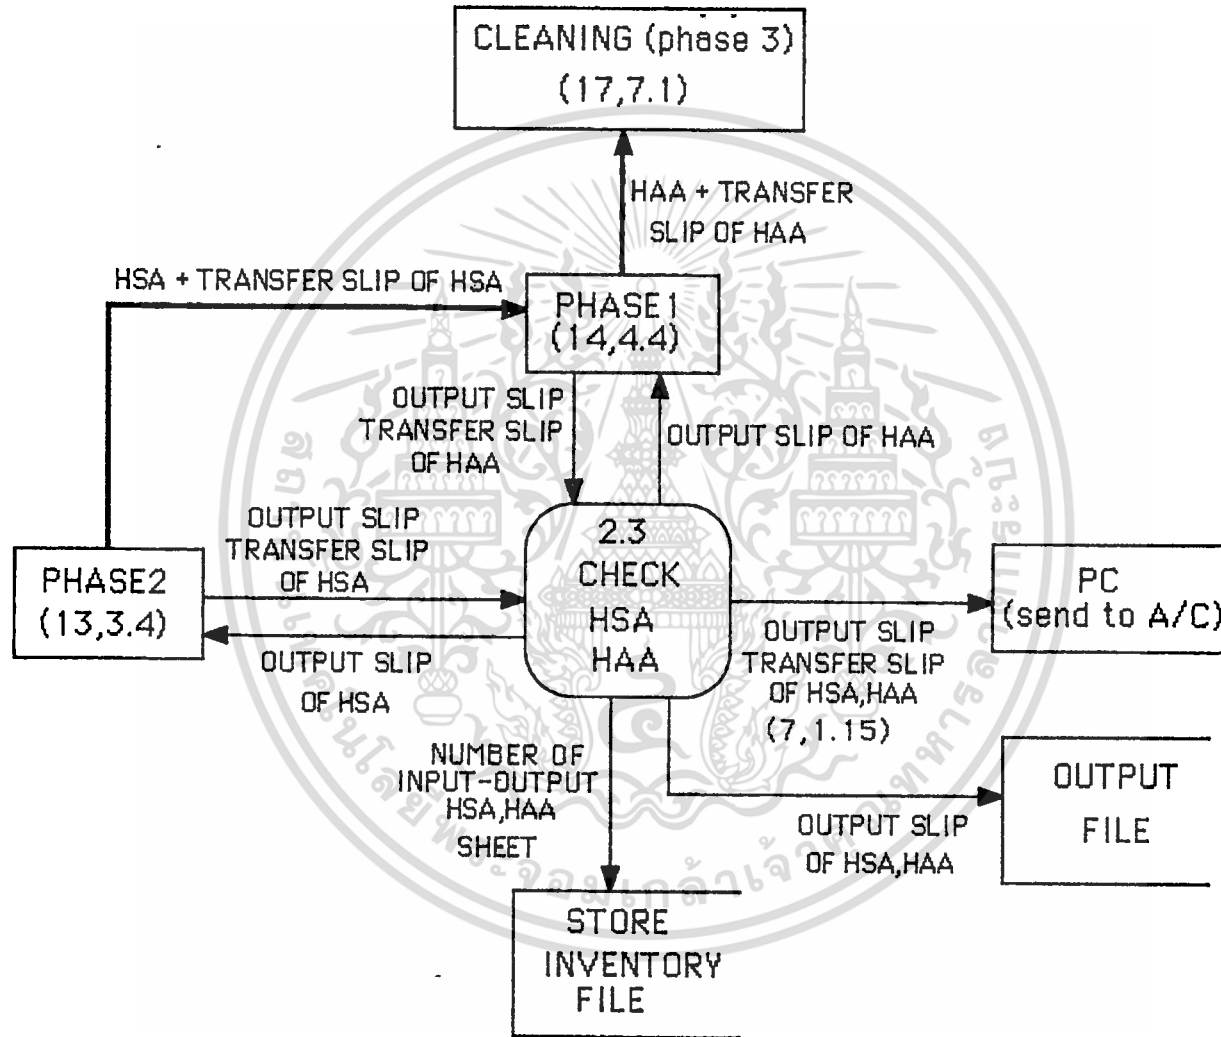 CLEANING (phase 3)
(17,7.1)
HAA + TRANSFER
SLIP OF HAA
HSA + TRANSFER SLIP OF HSA
PHASE1
(14,4.4)
OUTPUT SLIP
TRANSFER SLIP
OF HAA
OUTPUT SLIP OF HAA
OUTPUT SLIP
TRANSFER SLIP
OF HSA
PHASE2
(13,3.4)
OUTPUT SLIP
OF HSA
2.3
CHECK
HSA
HAA
PC
(send to A/C)
OUTPUT SLIP
TRANSFER SLIP
OF HSA,HAA
(7,1.15)
NUMBER OF
INPUT-OUTPUT
HSA,HAA
SHEET
OUTPUT
FILE
OUTPUT SLIP
OF HSA,HAA
STORE
INVENTORY
FILE